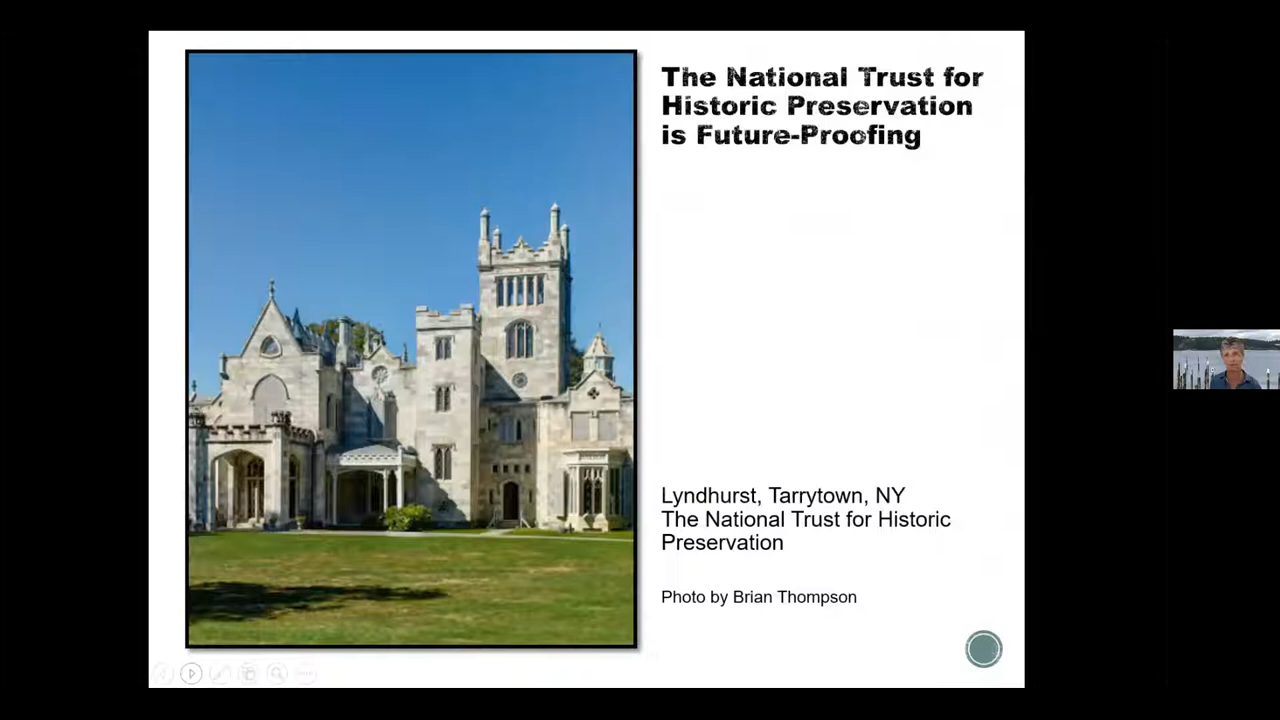 The National Trust for
Historic Preservation
is Future-Proofing
Lyndhurst, Tarrytown, NY
The National Trust for Historic
Preservation
Photo by Brian Thompson